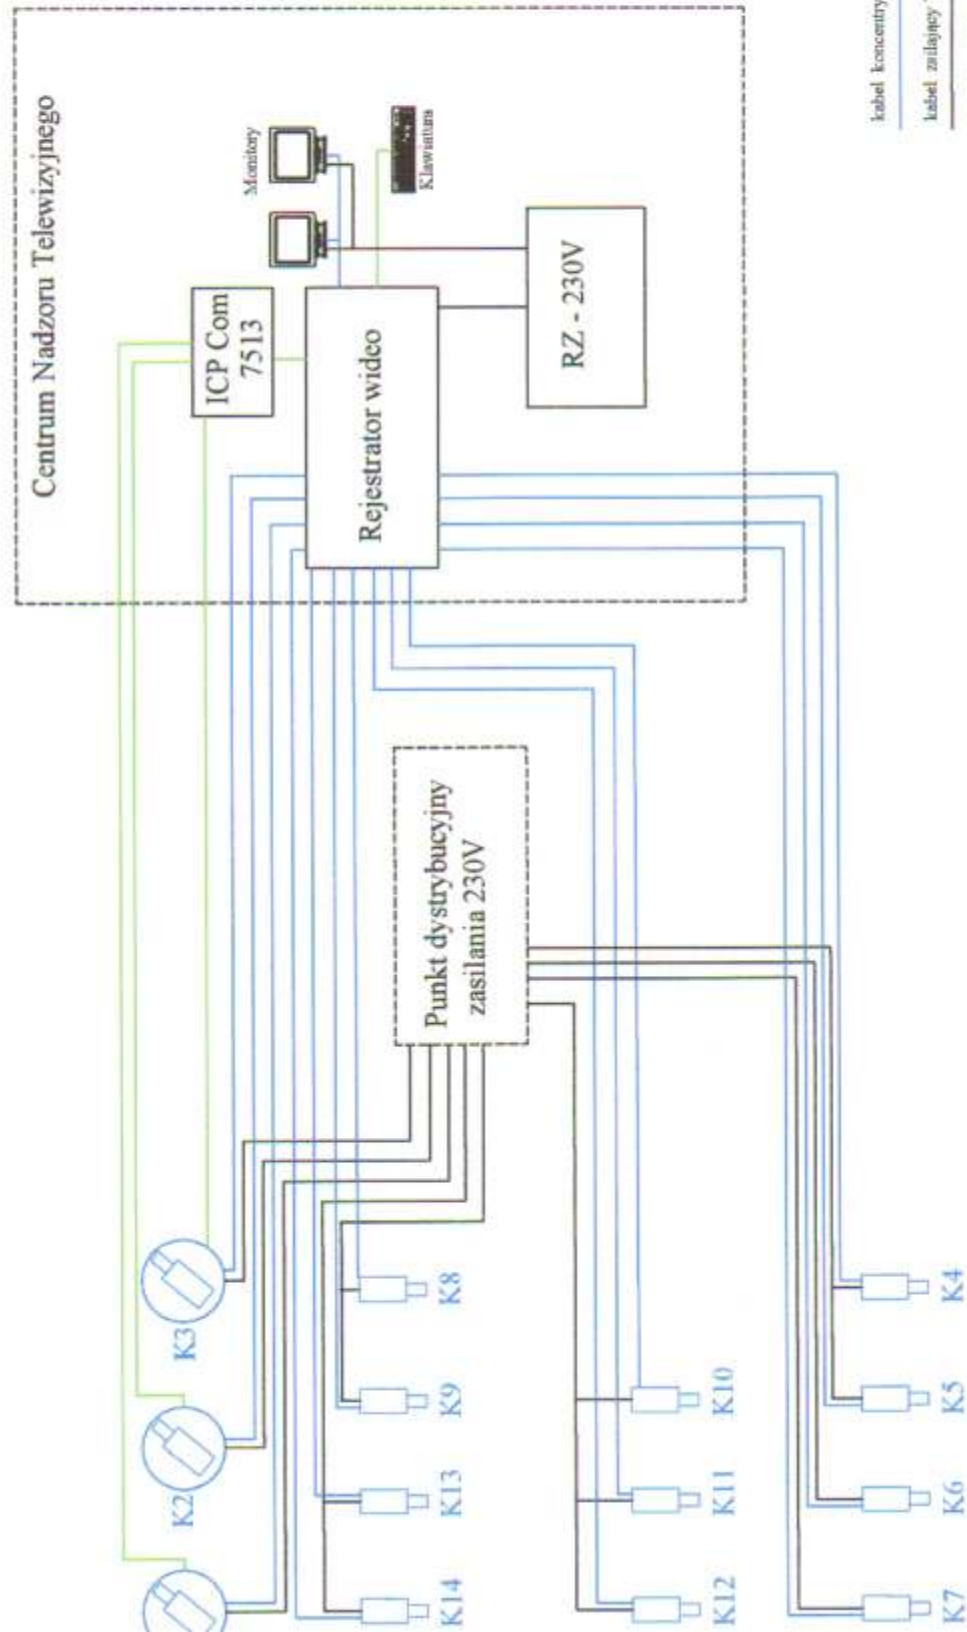 Centrum Nadzoru Telewizyjnego
Monitory
Klawiatura
ICP Com
7513
Rejestrator wideo
RZ - 230V
Punkt dystrybucyjny
zasilania 230V
K3
K2
K8
K9
K13
K14
K10
K11
K12
K4
K5
K6
K7
kabel koncentry
kabel zasilający